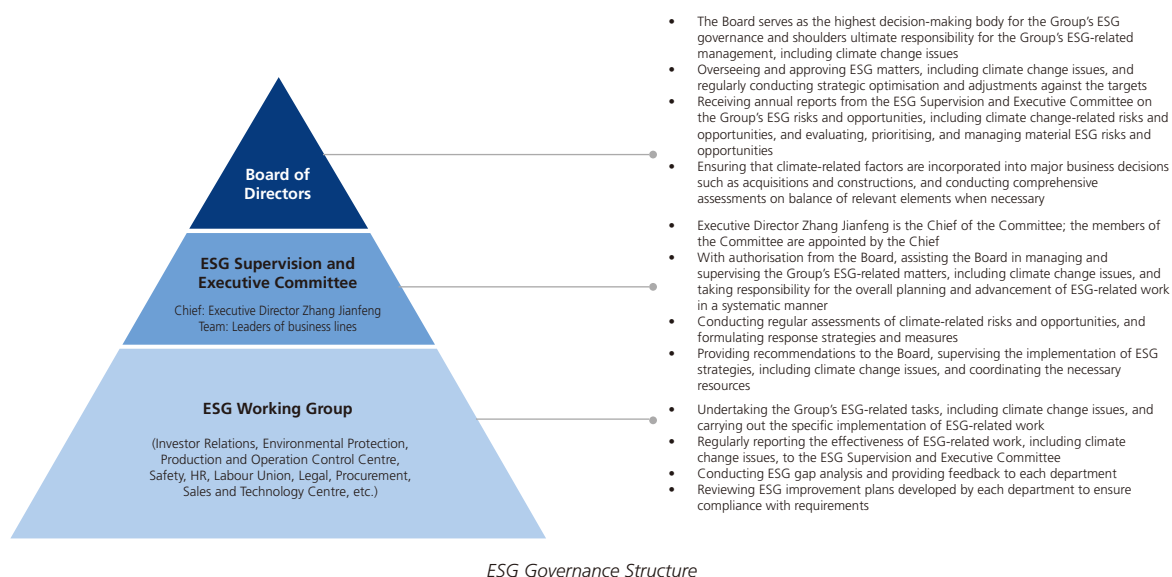 Board of
Directors
ESG Supervision and
Executive Committee
Chief: Executive Director Zhang Jianfeng
Team: Leaders of business lines
ESG Working Group
(Investor Relations, Environmental Protection,
Production and Operation Control Centre,
Safety, HR, Labour Union, Legal, Procurement,
Sales and Technology Centre, etc.)
• The Board serves as the highest decision-making body for the Group's ESG
governance and shoulders ultimate responsibility for the Group's ESG-related
management, including climate change issues
• Overseeing and approving ESG matters, including climate change issues, and
regularly conducting strategic optimisation and adjustments against the targets
• Receiving annual reports from the ESG Supervision and Executive Committee on
the Group's ESG risks and opportunities, including climate change-related risks and
opportunities, and evaluating, prioritising, and managing material ESG risks and
opportunities
• Ensuring that climate-related factors are incorporated into major business decisions
such as acquisitions and constructions, and conducting comprehensive
assessments on balance of relevant elements when necessary
• Executive Director Zhang Jianfeng is the Chief of the Committee; the members of
the Committee are appointed by the Chief
• With authorisation from the Board, assisting the Board in managing and
supervising the Group's ESG-related matters, including climate change issues, and
taking responsibility for the overall planning and advancement of ESG-related work
in a systematic manner
• Conducting regular assessments of climate-related risks and opportunities, and
formulating response strategies and measures
• Providing recommendations to the Board, supervising the implementation of ESG
strategies, including climate change issues, and coordinating the necessary
resources
• Undertaking the Group's ESG-related tasks, including climate change issues, and
carrying out the specific implementation of ESG-related work
• Regularly reporting the effectiveness of ESG-related work, including climate
change issues, to the ESG Supervision and Executive Committee
• Conducting ESG gap analysis and providing feedback to each department
• Reviewing ESG improvement plans developed by each department to ensure
compliance with requirements
ESG Governance Structure